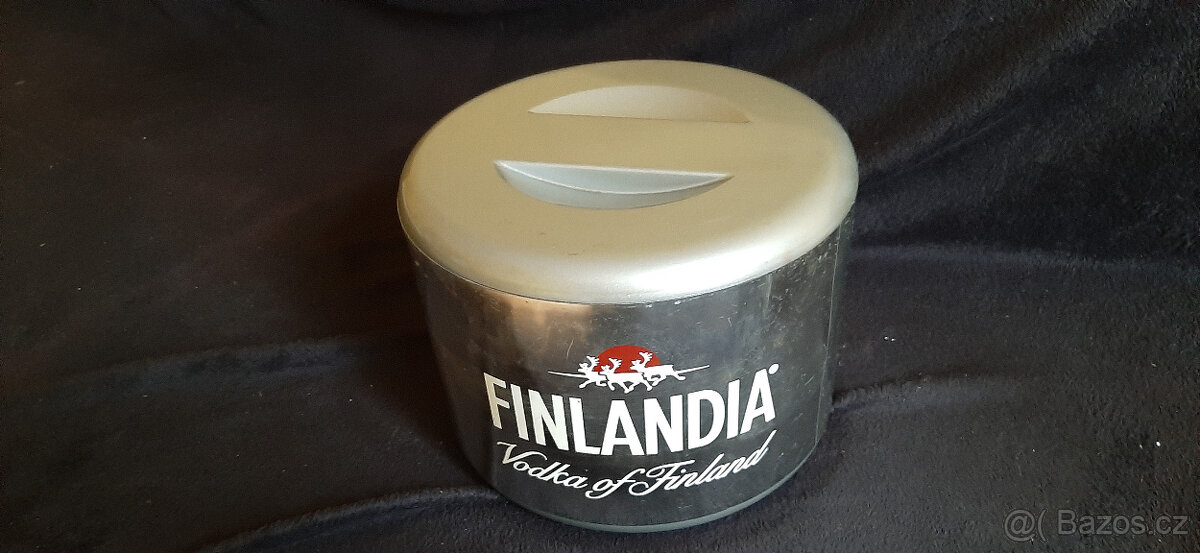 FINLANDIA®
Vodka of Finland
@( Bazos.cz